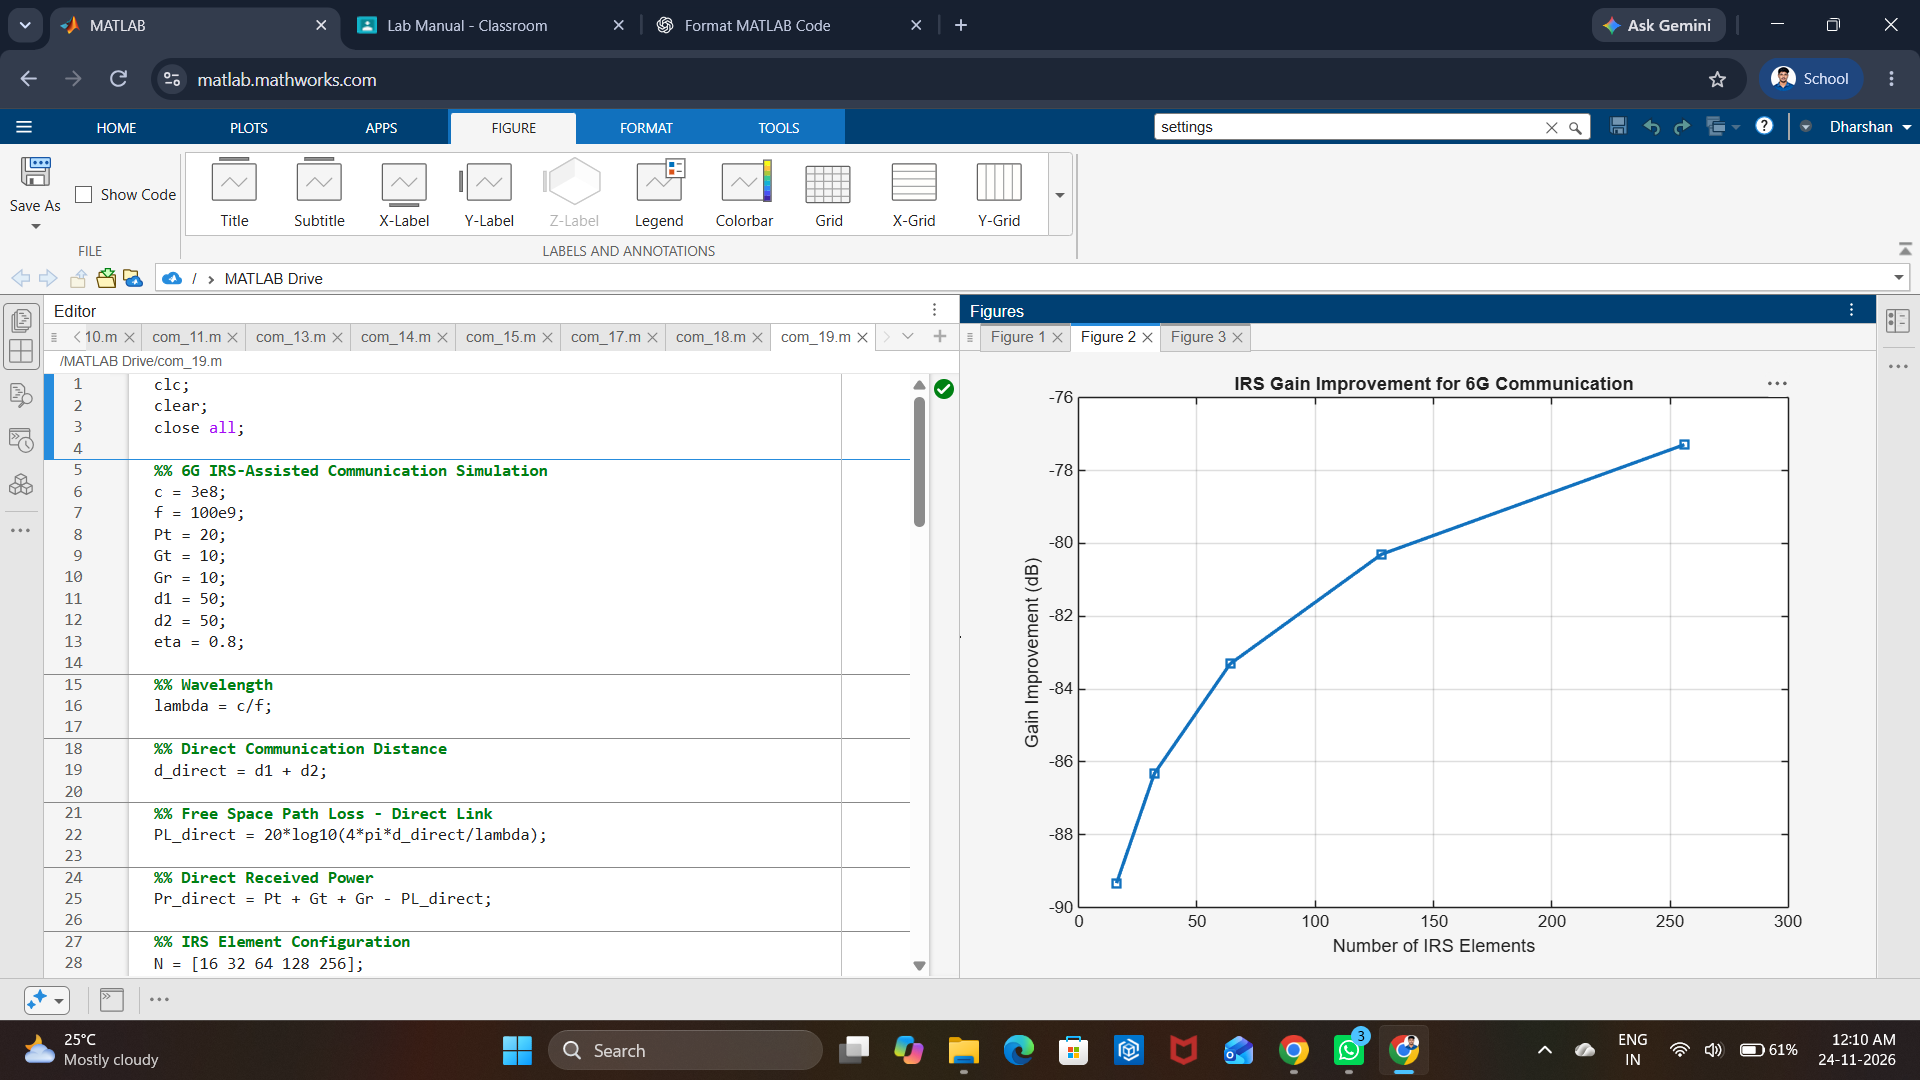 MATLAB
Lab Manual - Classroom
Format MATLAB Code
Ask Gemini
matlab.mathworks.com
School
HOME
PLOTS
APPS
FIGURE
FORMAT
TOOLS
settings
Dharshan
Save As
Show Code
FILE
Title
Subtitle
X-Label
Y-Label
Z-Label
Legend
Colorbar
Grid
X-Grid
Y-Grid
LABELS AND ANNOTATIONS
/ › MATLAB Drive
Editor
10.m
com_11.m
com_13.m
com_14.m
com_15.m
com_17.m
com_18.m
com_19.m
/MATLAB Drive/com_19.m
1 clc;
2 clear;
3 close all;
4
5 %% 6G IRS-Assisted Communication Simulation
6 c = 3e8;
7 f = 100e9;
8 Pt = 20;
9 Gt = 10;
10 Gr = 10;
11 d1 = 50;
12 d2 = 50;
13 eta = 0.8;
14
15 %% Wavelength
16 lambda = c/f;
17
18 %% Direct Communication Distance
19 d_direct = d1 + d2;
20
21 %% Free Space Path Loss - Direct Link
22 PL_direct = 20*log10(4*pi*d_direct/lambda);
23
24 %% Direct Received Power
25 Pr_direct = Pt + Gt + Gr - PL_direct;
26
27 %% IRS Element Configuration
28 N = [16 32 64 128 256];
Figures
Figure 1
Figure 2
Figure 3
IRS Gain Improvement for 6G Communication
-76
-78
-80
-82
-84
-86
-88
-90
Gain Improvement (dB)
0 50 100 150 200 250 300
Number of IRS Elements
25°C
Mostly cloudy
Search
3
ENG
IN
61%
12:10 AM
24-11-2026